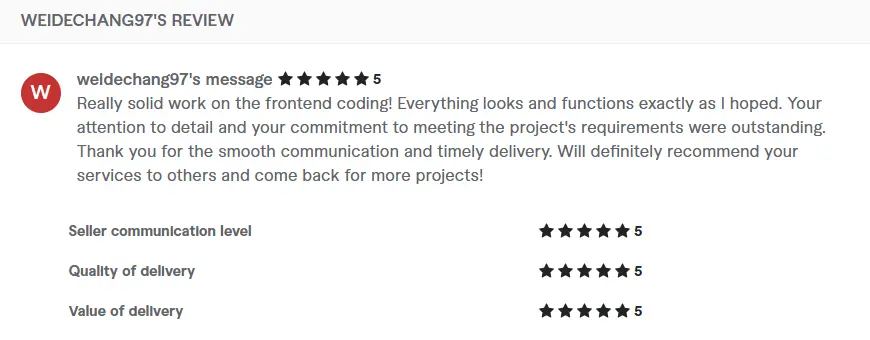 WEIDECHANG97'S REVIEW
W
weidechang97's message ★★★★★ 5
Really solid work on the frontend coding! Everything looks and functions exactly as I hoped. Your
attention to detail and your commitment to meeting the project's requirements were outstanding.
Thank you for the smooth communication and timely delivery. Will definitely recommend your
services to others and come back for more projects!
Seller communication level ★★★★★ 5
Quality of delivery ★★★★★ 5
Value of delivery ★★★★★ 5